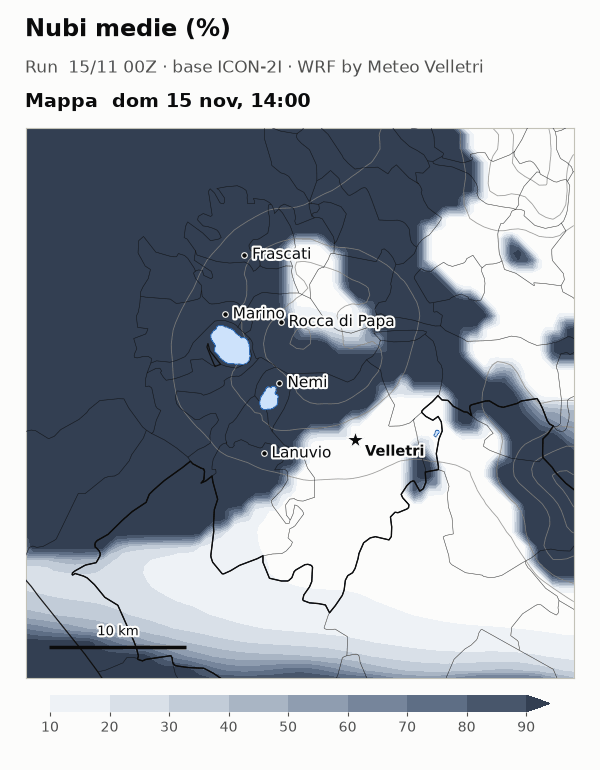 Nubi medie (%)
Run  15/11 00Z · base ICON-2I · WRF by Meteo Velletri
Mappa  dom 15 nov, 14:00
Frascati
Marino
Rocca di Papa
Nemi
Velletri
Lanuvio
10 km
10 20 30 40 50 60 70 80 90